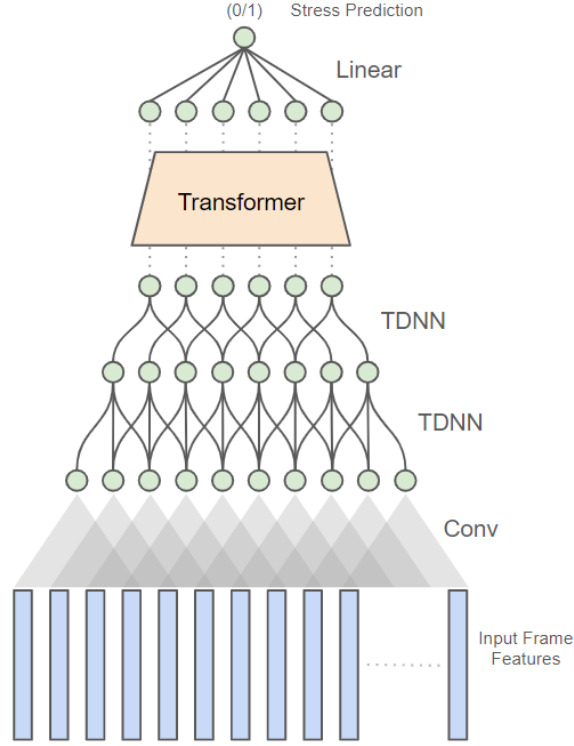 (0/1) Stress Prediction
Linear
Transformer
TDNN
TDNN
Conv
Input Frame
Features